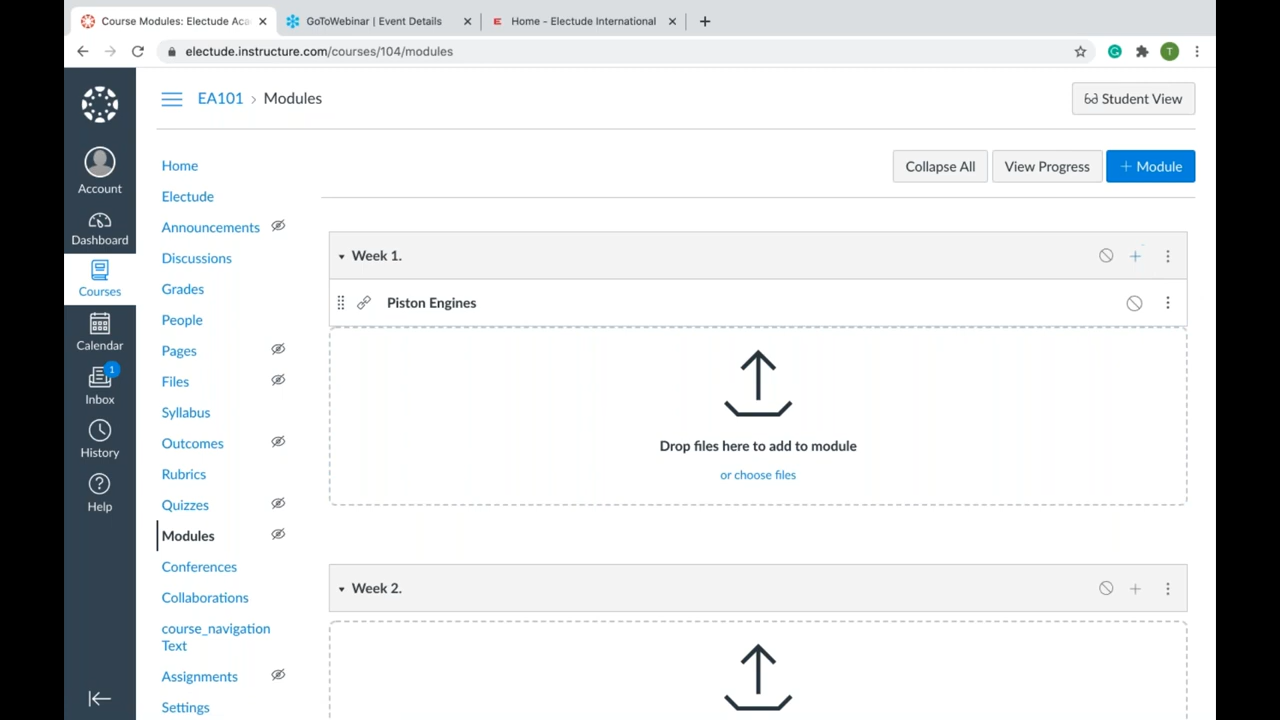 Course Modules: Electude Aca
GoToWebinar | Event Details
Home - Electude International
electude.instructure.com/courses/104/modules
T
EA101 › Modules
Student View
Account
Dashboard
Courses
Calendar
1
Inbox
History
Help
Home
Electude
Announcements
Discussions
Grades
People
Pages
Files
Syllabus
Outcomes
Rubrics
Quizzes
Modules
Conferences
Collaborations
course_navigation
Text
Assignments
Settings
Collapse All
View Progress
+ Module
Week 1.
Piston Engines
Drop files here to add to module
or choose files
Week 2.